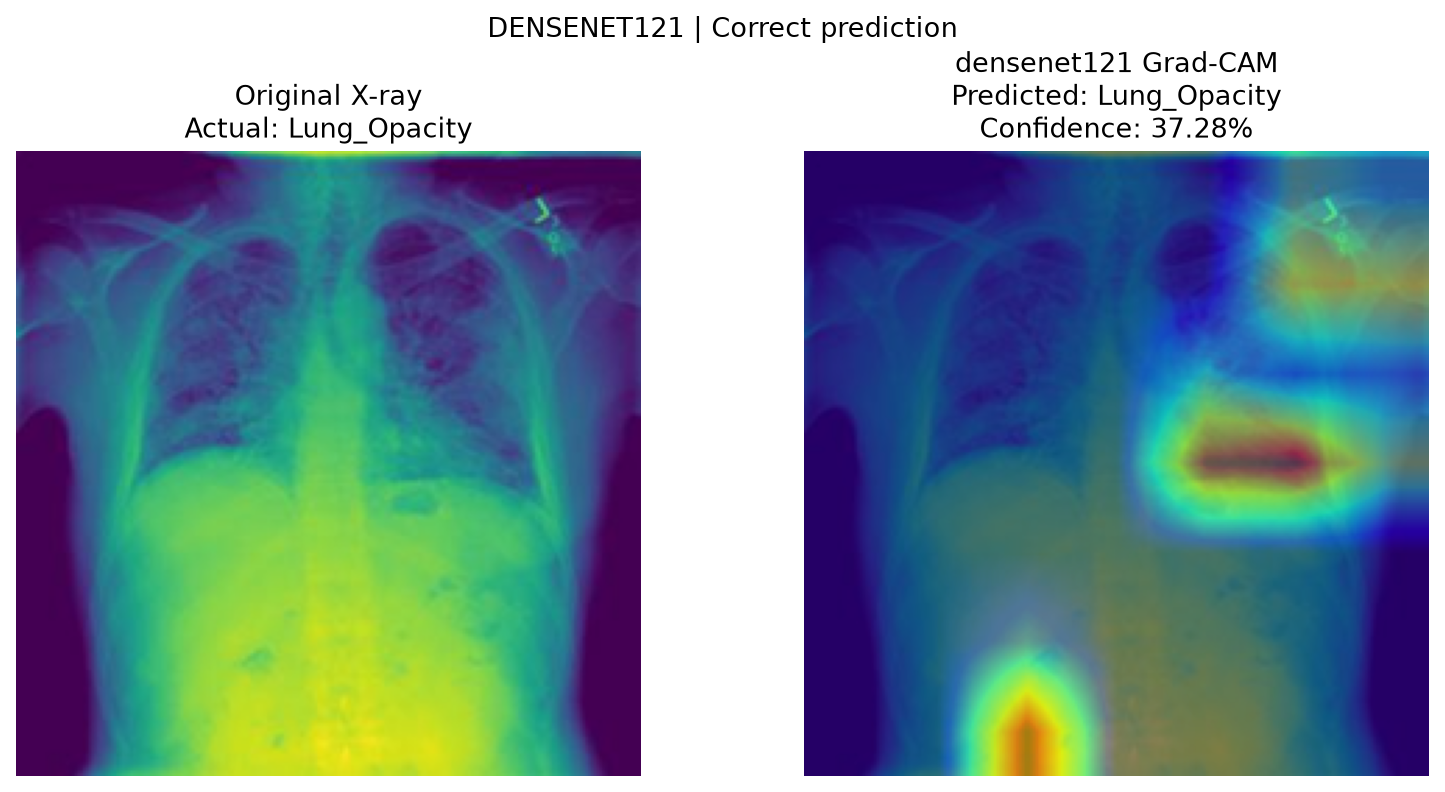 DENSENET121 | Correct prediction
Original X-ray
Actual: Lung_Opacity
densenet121 Grad-CAM
Predicted: Lung_Opacity
Confidence: 37.28%